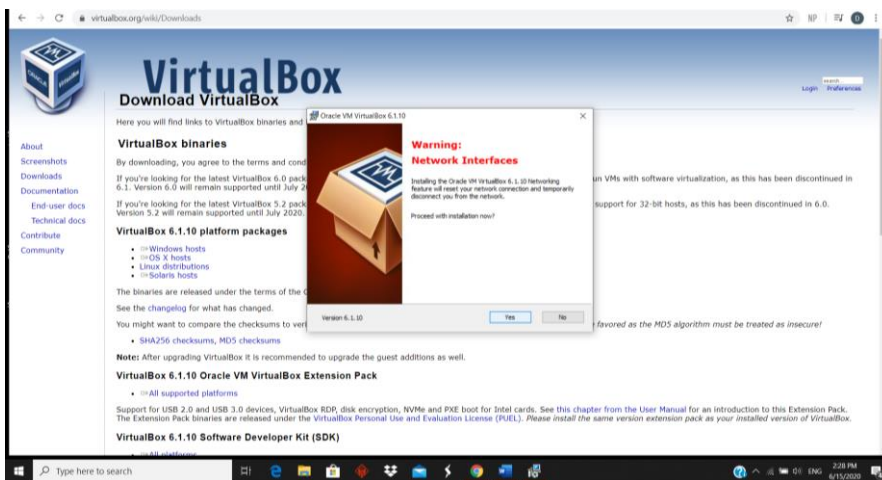 virtualbox.org/wiki/Downloads
NP
D
VirtualBox
search...
Login Preferences
Download VirtualBox
Here you will find links to VirtualBox binaries and
About
Screenshots
Downloads
Documentation
End-user docs
Technical docs
Contribute
Community
VirtualBox binaries
By downloading, you agree to the terms and cond
If you're looking for the latest VirtualBox 6.0 pack
un VMs with software virtualization, as this has been discontinued in
6.1. Version 6.0 will remain supported until July 2
If you're looking for the latest VirtualBox 5.2 pack
support for 32-bit hosts, as this has been discontinued in 6.0.
Version 5.2 will remain supported until July 2020.
VirtualBox 6.1.10 platform packages
Windows hosts
OS X hosts
Linux distributions
Solaris hosts
The binaries are released under the terms of the
See the changelog for what has changed.
You might want to compare the checksums to veri
favored as the MD5 algorithm must be treated as insecure!
SHA256 checksums, MD5 checksums
Note: After upgrading VirtualBox it is recommended to upgrade the guest additions as well.
VirtualBox 6.1.10 Oracle VM VirtualBox Extension Pack
All supported platforms
Support for USB 2.0 and USB 3.0 devices, VirtualBox RDP, disk encryption, NVMe and PXE boot for Intel cards. See this chapter from the User Manual for an introduction to this Extension Pack.
The Extension Pack binaries are released under the VirtualBox Personal Use and Evaluation License (PUEL). Please install the same version extension pack as your installed version of VirtualBox.
VirtualBox 6.1.10 Software Developer Kit (SDK)
All platforms
Oracle VM VirtualBox 6.1.10
Warning:
Network Interfaces
Installing the Oracle VM VirtualBox 6.1.10 Networking
feature will reset your network connection and temporarily
disconnect you from the network.
Proceed with installation now?
Version 6.1.10
Yes
No
Type here to search
ENG
2:28 PM
6/15/2020